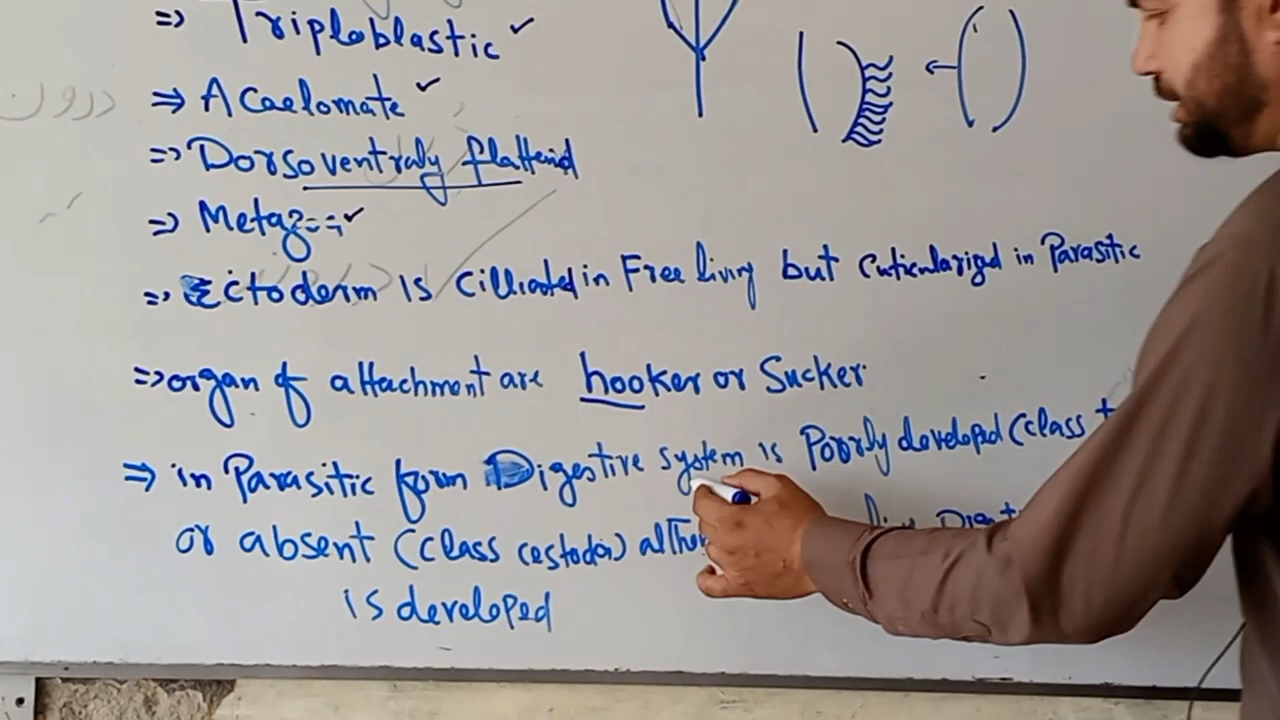 => Triploblastic ✓
=> Acaelomate ✓
=> Dorsoventraly flattend
=> Metaz
=> Ectoderm is cilliated in Free living but cuticularized in Parasitic
=> organ of attachment are hooker or Sucker
=> in Parasitic form Digestive system is Poorly developed (class
or absent (class cestoda)
is developed
درون